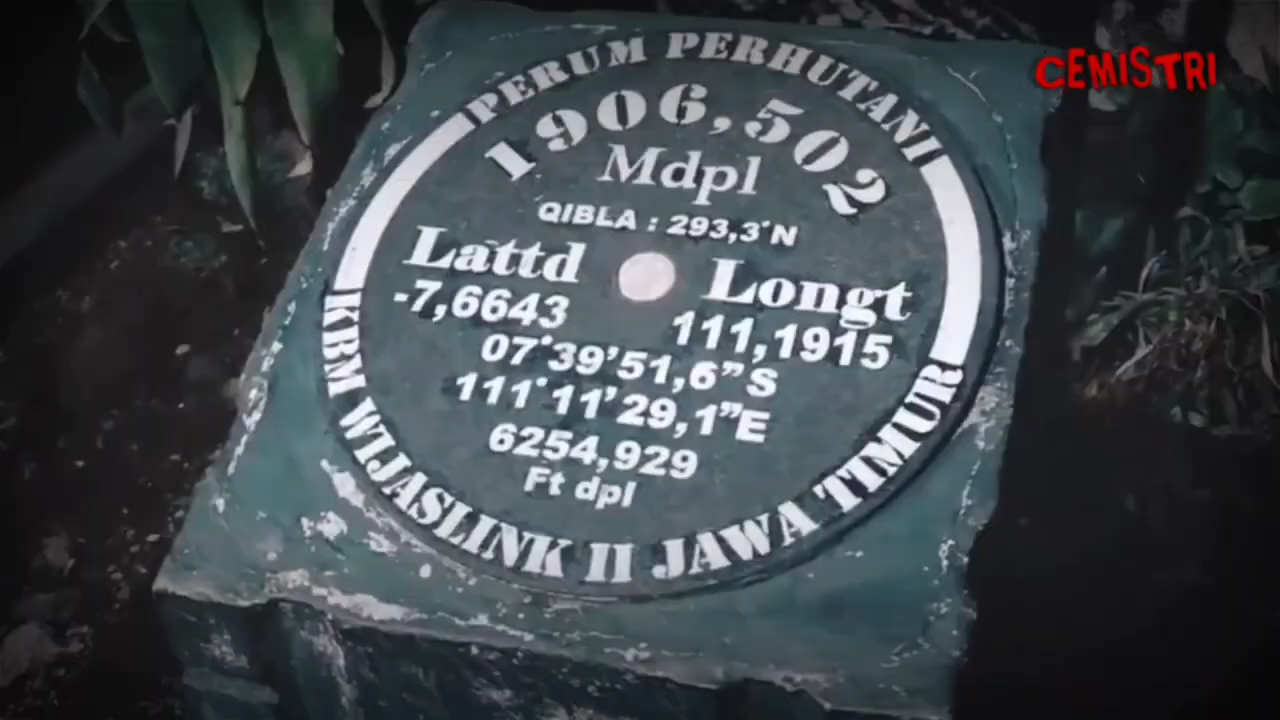 CEMISTRI
PERUM PERHUTANI
1906,502
Mdpl
QIBLA : 293,3°N
Lattd Longt
-7,6643 111,1915
07°39'51,6"S
111°11'29,1"E
6254,929
Ft dpl
KBM WIJASLINK II JAWA TIMUR